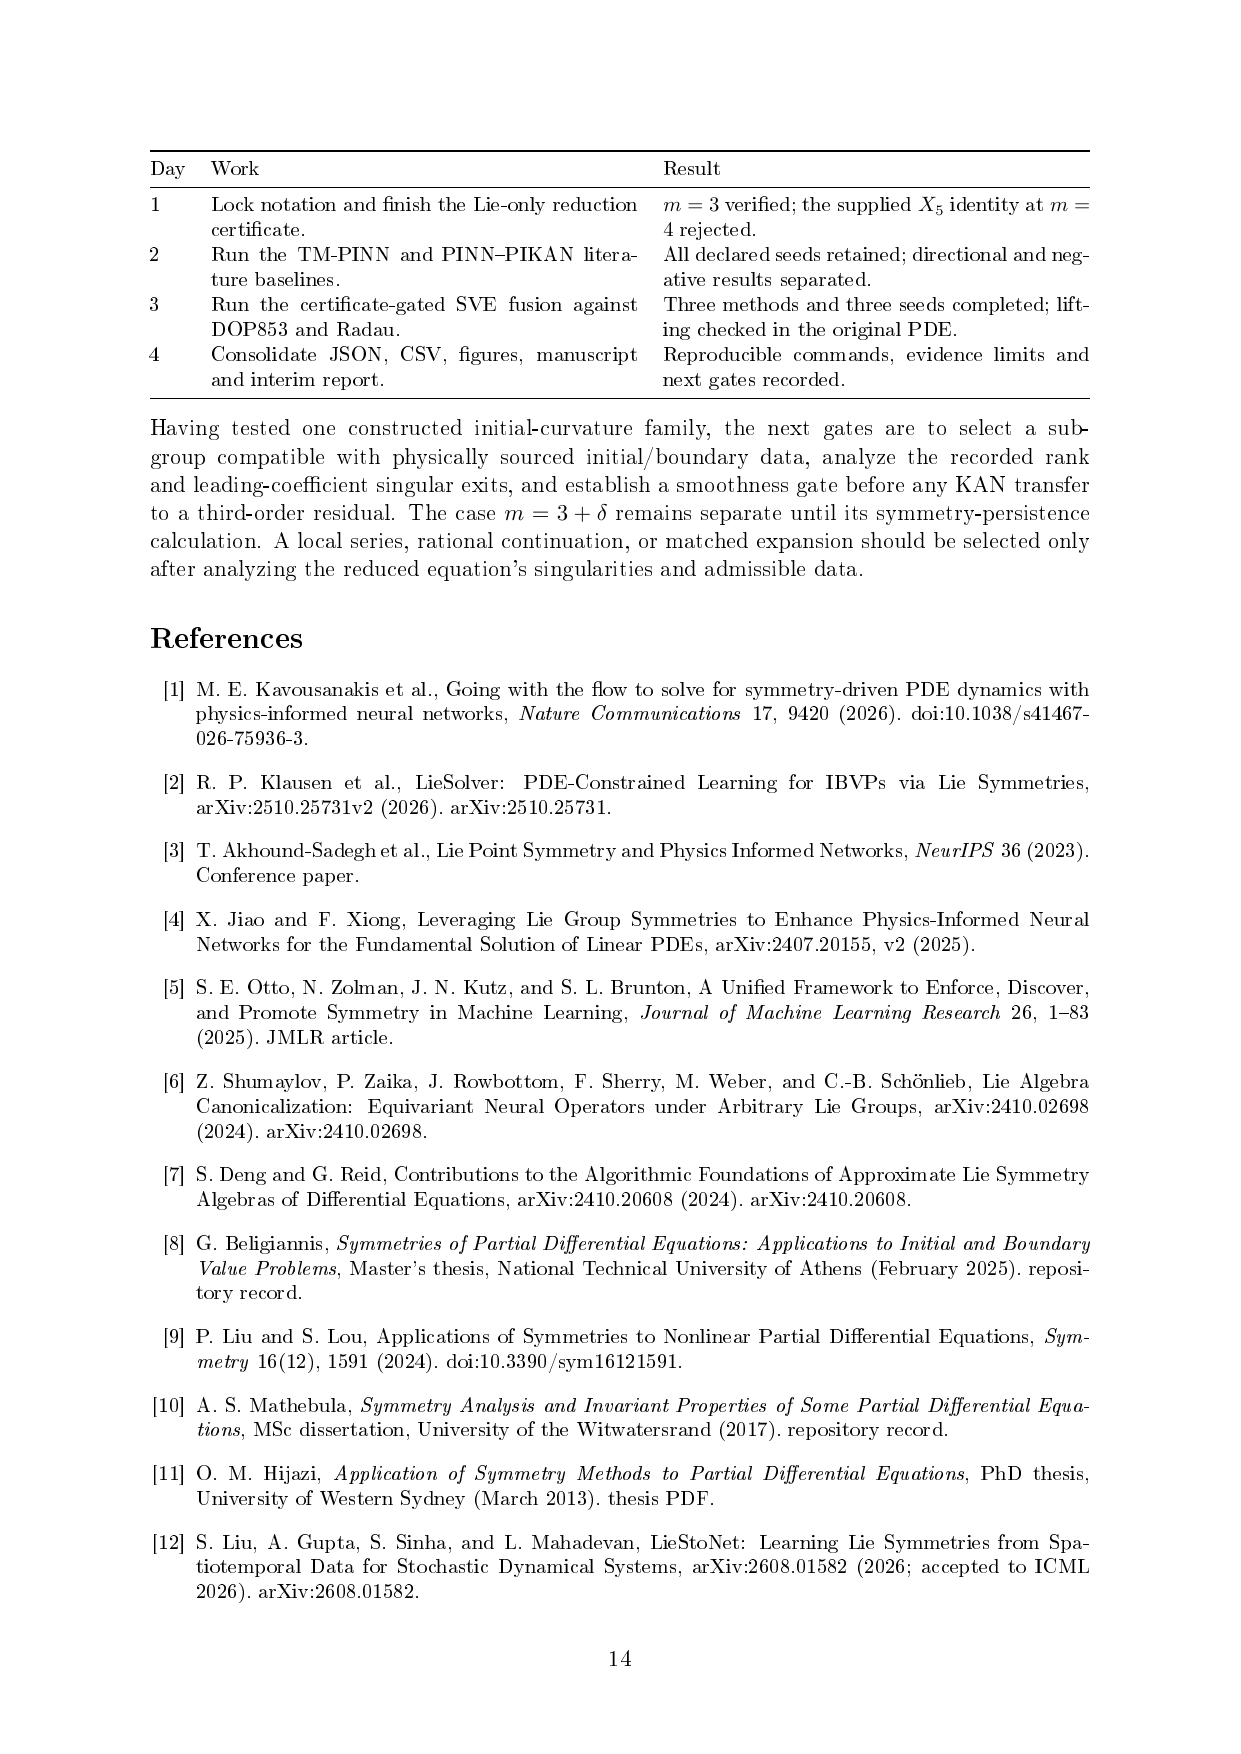 Day Work Result
1 Lock notation and finish the Lie-only reduction m = 3 verified; the supplied X5 identity at m =
certificate. 4 rejected.
2 Run the TM-PINN and PINN–PIKAN litera- All declared seeds retained; directional and neg-
ture baselines. ative results separated.
3 Run the certificate-gated SVE fusion against Three methods and three seeds completed; lift-
DOP853 and Radau. ing checked in the original PDE.
4 Consolidate JSON, CSV, figures, manuscript Reproducible commands, evidence limits and
and interim report. next gates recorded.
Having tested one constructed initial-curvature family, the next gates are to select a sub-
group compatible with physically sourced initial/boundary data, analyze the recorded rank
and leading-coefficient singular exits, and establish a smoothness gate before any KAN transfer
to a third-order residual. The case m = 3 + δ remains separate until its symmetry-persistence
calculation. A local series, rational continuation, or matched expansion should be selected only
after analyzing the reduced equation's singularities and admissible data.
References
[1] M. E. Kavousanakis et al., Going with the flow to solve for symmetry-driven PDE dynamics with
physics-informed neural networks, Nature Communications 17, 9420 (2026). doi:10.1038/s41467-
026-75936-3.
[2] R. P. Klausen et al., LieSolver: PDE-Constrained Learning for IBVPs via Lie Symmetries,
arXiv:2510.25731v2 (2026). arXiv:2510.25731.
[3] T. Akhound-Sadegh et al., Lie Point Symmetry and Physics Informed Networks, NeurIPS 36 (2023).
Conference paper.
[4] X. Jiao and F. Xiong, Leveraging Lie Group Symmetries to Enhance Physics-Informed Neural
Networks for the Fundamental Solution of Linear PDEs, arXiv:2407.20155, v2 (2025).
[5] S. E. Otto, N. Zolman, J. N. Kutz, and S. L. Brunton, A Unified Framework to Enforce, Discover,
and Promote Symmetry in Machine Learning, Journal of Machine Learning Research 26, 1–83
(2025). JMLR article.
[6] Z. Shumaylov, P. Zaika, J. Rowbottom, F. Sherry, M. Weber, and C.-B. Schönlieb, Lie Algebra
Canonicalization: Equivariant Neural Operators under Arbitrary Lie Groups, arXiv:2410.02698
(2024). arXiv:2410.02698.
[7] S. Deng and G. Reid, Contributions to the Algorithmic Foundations of Approximate Lie Symmetry
Algebras of Differential Equations, arXiv:2410.20608 (2024). arXiv:2410.20608.
[8] G. Beligiannis, Symmetries of Partial Differential Equations: Applications to Initial and Boundary
Value Problems, Master's thesis, National Technical University of Athens (February 2025). reposi-
tory record.
[9] P. Liu and S. Lou, Applications of Symmetries to Nonlinear Partial Differential Equations, Sym-
metry 16(12), 1591 (2024). doi:10.3390/sym16121591.
[10] A. S. Mathebula, Symmetry Analysis and Invariant Properties of Some Partial Differential Equa-
tions, MSc dissertation, University of the Witwatersrand (2017). repository record.
[11] O. M. Hijazi, Application of Symmetry Methods to Partial Differential Equations, PhD thesis,
University of Western Sydney (March 2013). thesis PDF.
[12] S. Liu, A. Gupta, S. Sinha, and L. Mahadevan, LieStoNet: Learning Lie Symmetries from Spa-
tiotemporal Data for Stochastic Dynamical Systems, arXiv:2608.01582 (2026; accepted to ICML
2026). arXiv:2608.01582.
14